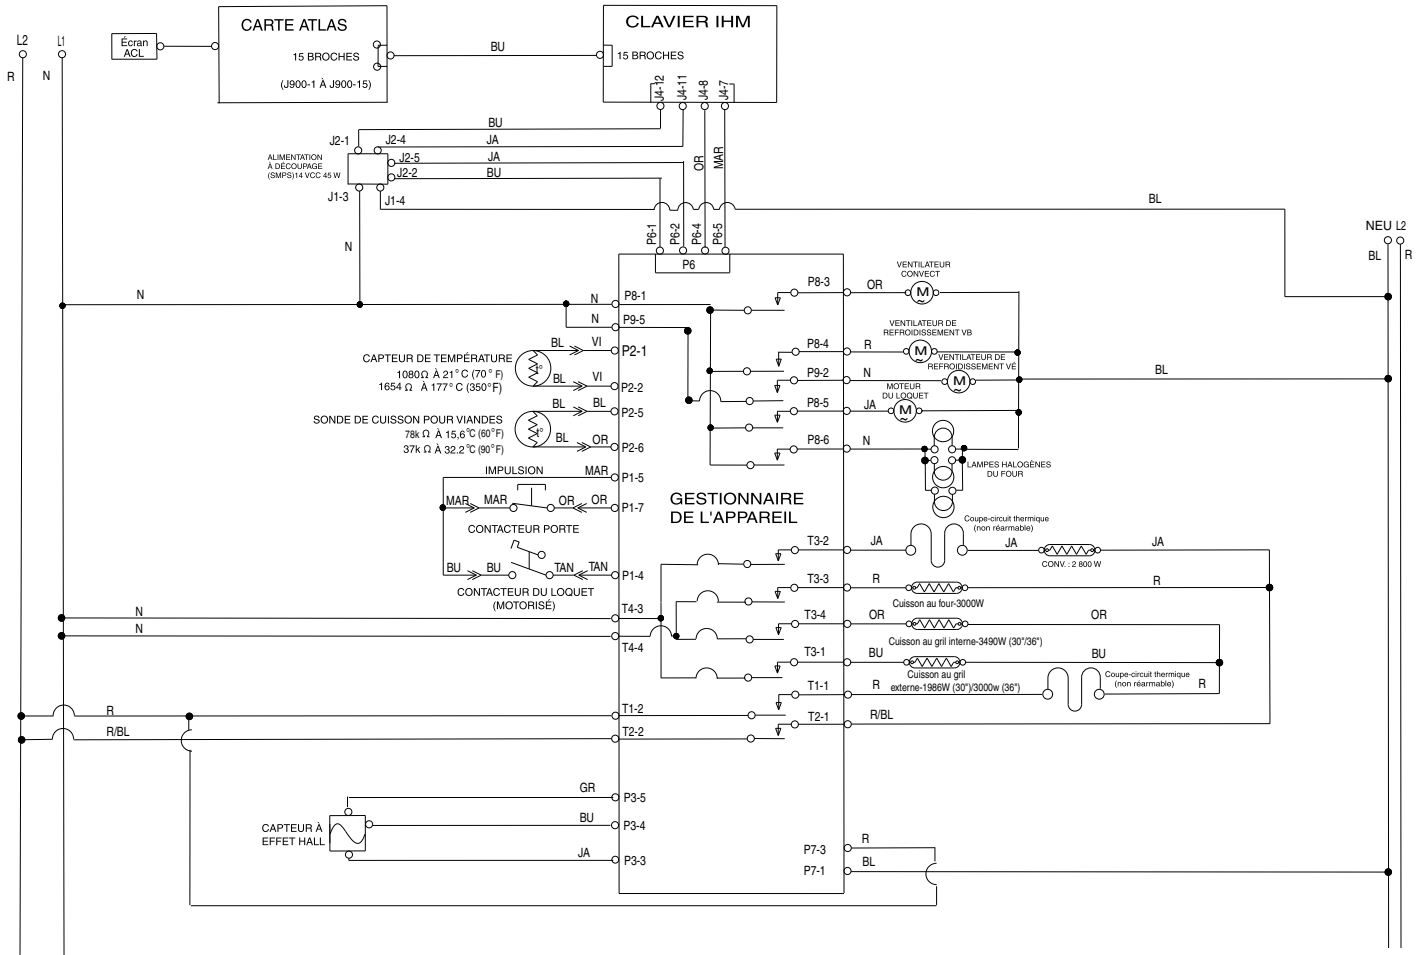 L2
L1
R
N
Écran
ACL
CARTE ATLAS
15 BROCHES
(J900-1 À J900-15)
BU
CLAVIER IHM
15 BROCHES
J4-12
J4-11
J4-8
J4-7
BU
J2-1
J2-4
JA
ALIMENTATION
À DÉCOUPAGE
(SMPS)14 VCC 45 W
J2-5
JA
J2-2
BU
OR
MAR
J1-3
J1-4
BL
N
P6-1
P6-2
P6-4
P6-5
P6
NEU L2
BL
R
N
N
P8-1
N
P9-5
P8-3
OR
VENTILATEUR
CONVECT
M
CAPTEUR DE TEMPÉRATURE
1080Ω À 21°C (70°F)
1654 Ω À 177°C (350°F)
t°
BL
VI
P2-1
BL
VI
P2-2
P8-4
R
VENTILATEUR DE
REFROIDISSEMENT VB
M
~
P9-2
N
VENTILATEUR DE
REFROIDISSEMENT VÉ
M
~
BL
SONDE DE CUISSON POUR VIANDES
78k Ω À 15,6°C (60°F)
37k Ω À 32.2°C (90°F)
t°
BL
BL
P2-5
BL
OR
P2-6
P8-5
JA
MOTEUR
DU LOQUET
M
~
P8-6
N
LAMPES HALOGÈNES
DU FOUR
IMPULSION
MAR
P1-5
MAR
MAR
OR
OR
P1-7
CONTACTEUR PORTE
BU
BU
TAN
TAN
P1-4
CONTACTEUR DU LOQUET
(MOTORISÉ)
GESTIONNAIRE
DE L'APPAREIL
T3-2
JA
Coupe-circuit thermique
(non réarmable)
JA
CONV. : 2 800 W
JA
T3-3
R
Cuisson au four-3000W
R
N
T4-3
N
T4-4
T3-4
OR
Cuisson au gril interne-3490W (30"/36")
OR
T3-1
BU
Cuisson au gril
externe-1986W (30")/3000w (36")
BU
T1-1
R
Coupe-circuit thermique
(non réarmable)
R
R
T1-2
T2-1
R/BL
R/BL
T2-2
CAPTEUR À
EFFET HALL
GR
P3-5
BU
P3-4
JA
P3-3
P7-3
R
P7-1
BL